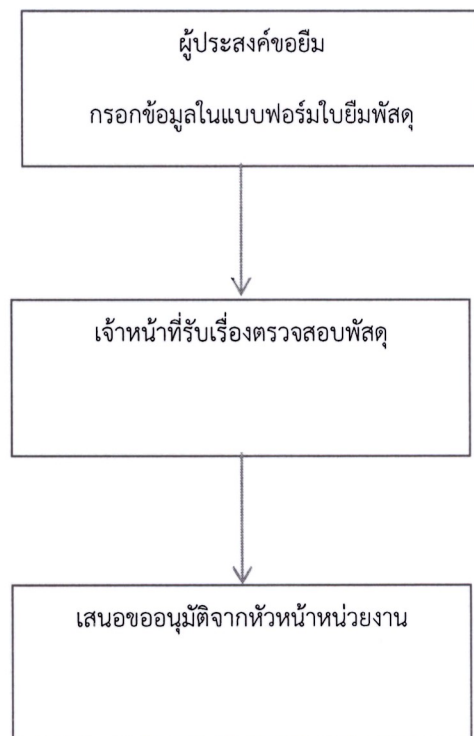 ผู้ประสงค์ขอยืม
กรอกข้อมูลในแบบฟอร์มใบยืมพัสดุ
เจ้าหน้าที่รับเรื่องตรวจสอบพัสดุ
เสนอขออนุมัติจากหัวหน้าหน่วยงาน